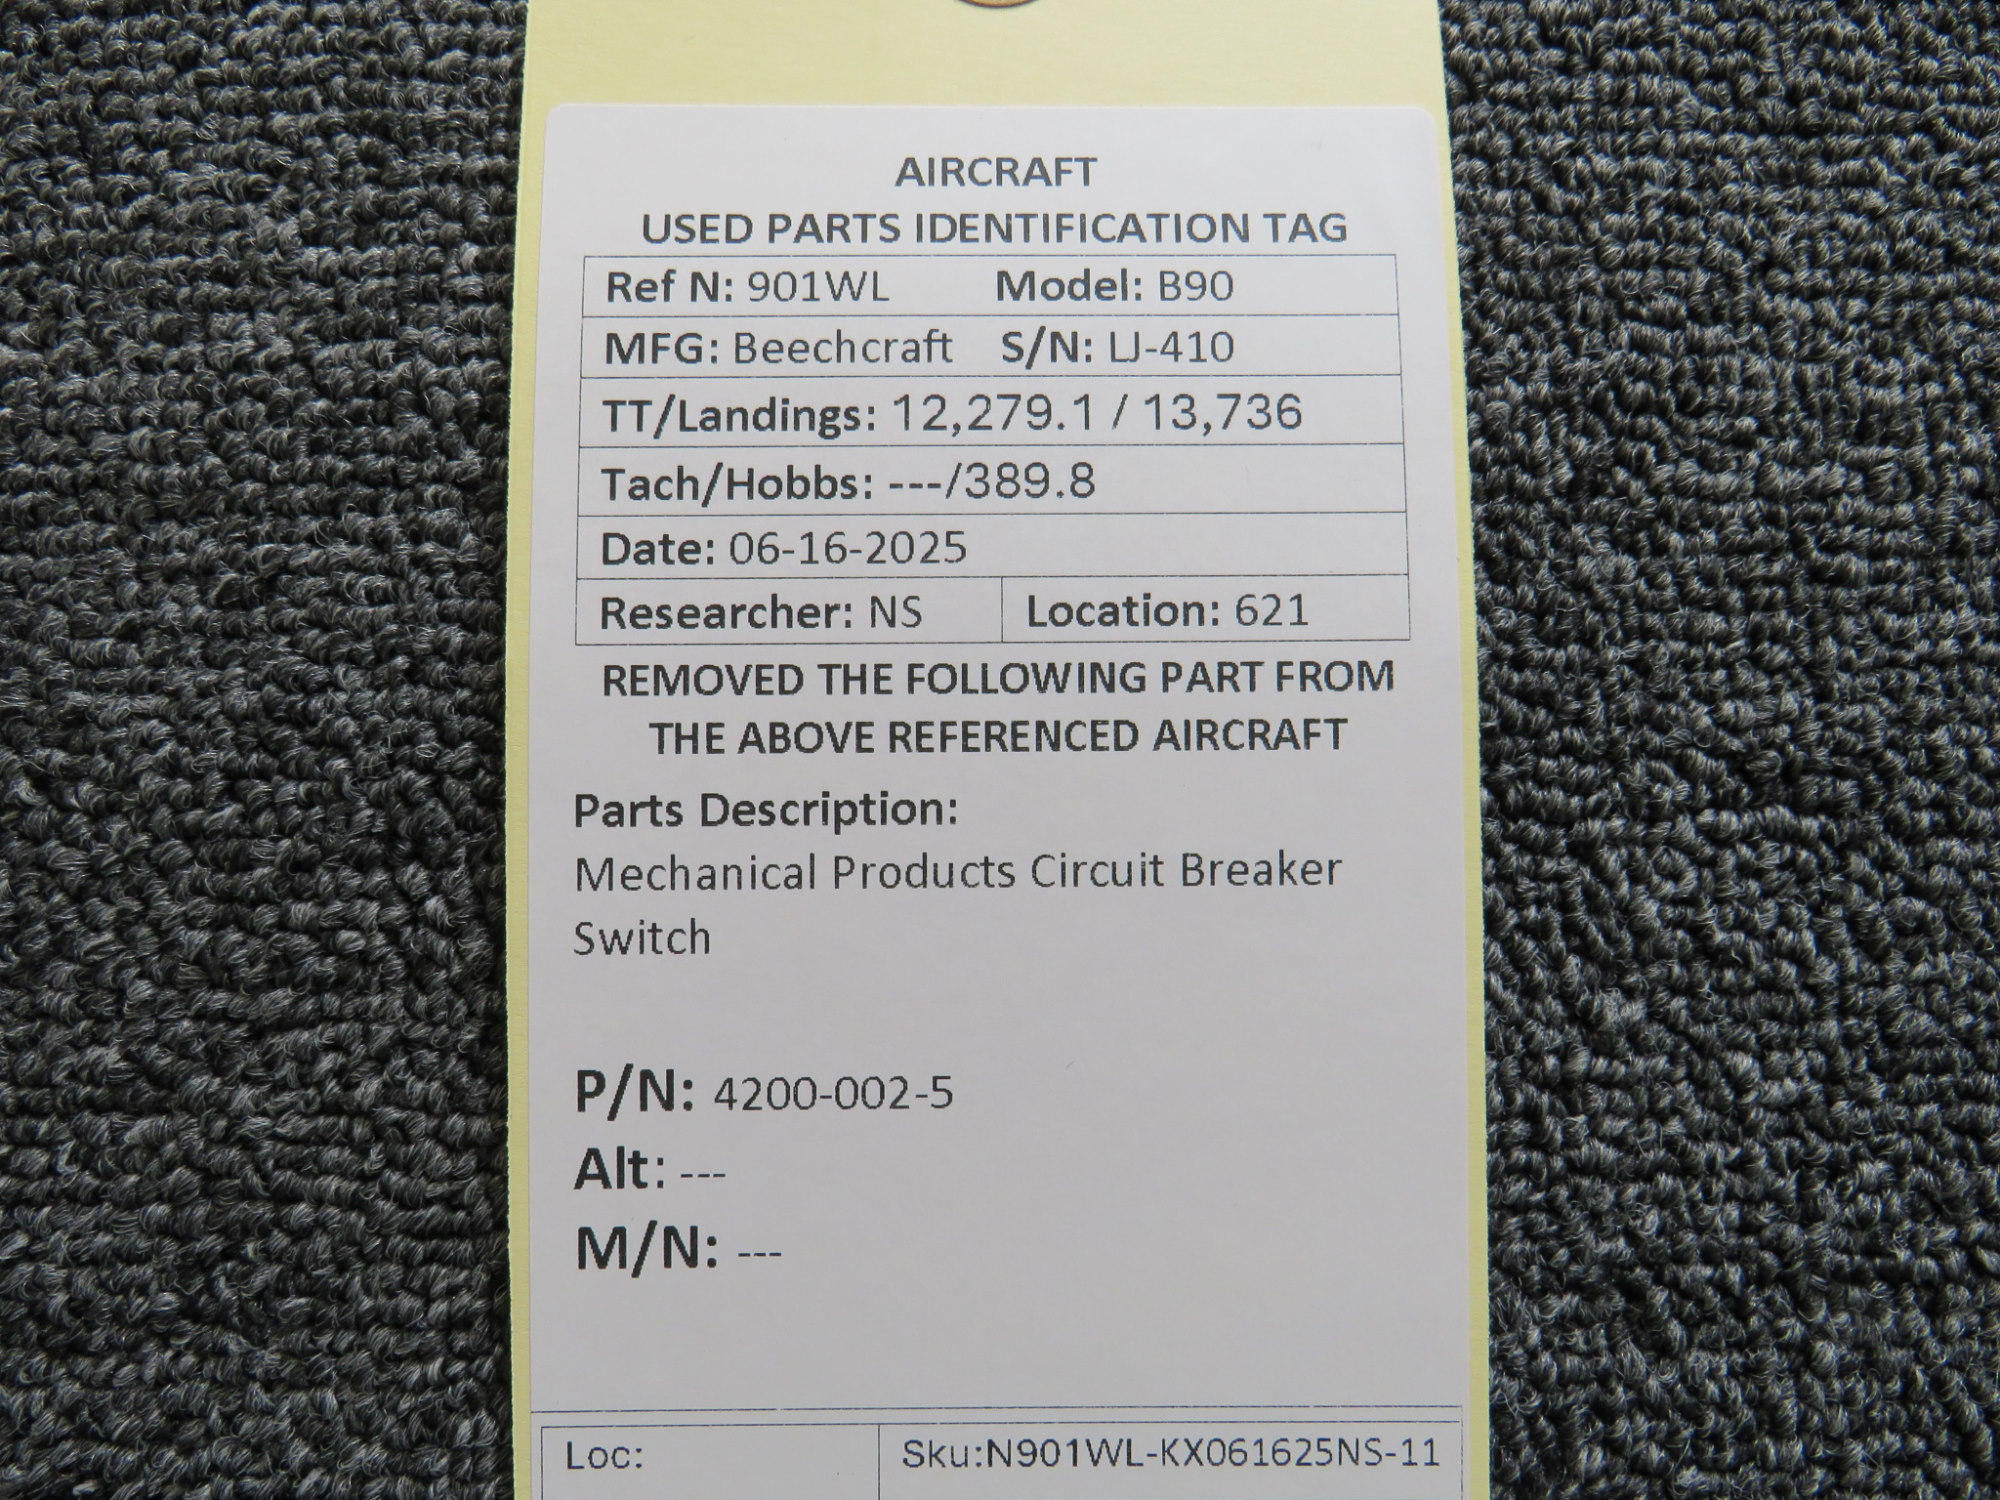 AIRCRAFT
USED PARTS IDENTIFICATION TAG
Ref N: 901WL Model: B90
MFG: Beechcraft S/N: LJ-410
TT/Landings: 12,279.1 / 13,736
Tach/Hobbs: ---/389.8
Date: 06-16-2025
Researcher: NS Location: 621
REMOVED THE FOLLOWING PART FROM
THE ABOVE REFERENCED AIRCRAFT
Parts Description:
Mechanical Products Circuit Breaker
Switch
P/N: 4200-002-5
Alt: ---
M/N: ---
Loc: Sku:N901WL-KX061625NS-11